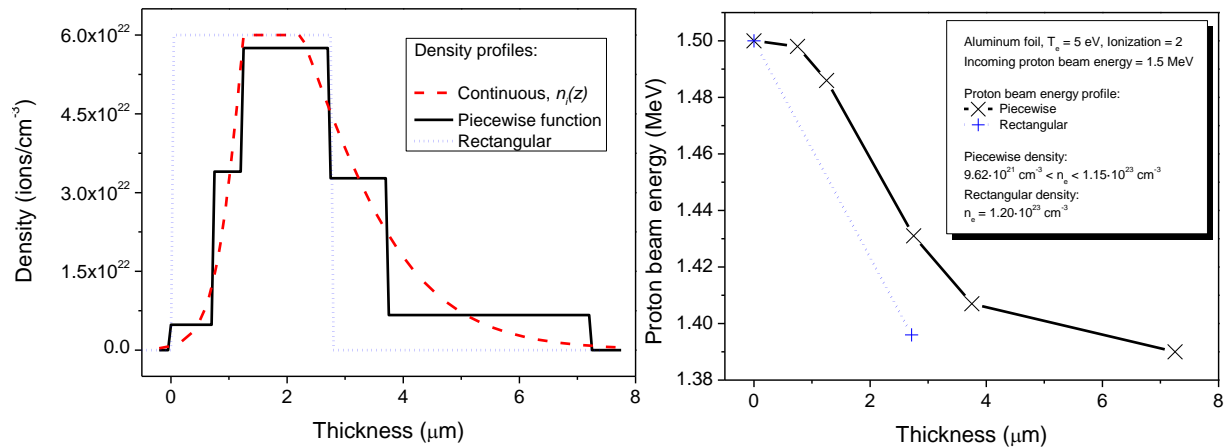 6.0x10²²
4.5x10²²
3.0x10²²
1.5x10²²
0.0
Density (ions/cm⁻³)
0 2 4 6 8
Thickness (μm)
Density profiles:
Continuous, nᵢ(z)
Piecewise function
Rectangular
1.50
1.48
1.46
1.44
1.42
1.40
1.38
Proton beam energy (MeV)
0 2 4 6 8
Thickness (μm)
Aluminum foil, Tₑ = 5 eV, Ionization = 2
Incoming proton beam energy = 1.5 MeV
Proton beam energy profile:
Piecewise
Rectangular
Piecewise density:
9.62·10²¹ cm⁻³ < nₑ < 1.15·10²³ cm⁻³
Rectangular density:
nₑ = 1.20·10²³ cm⁻³